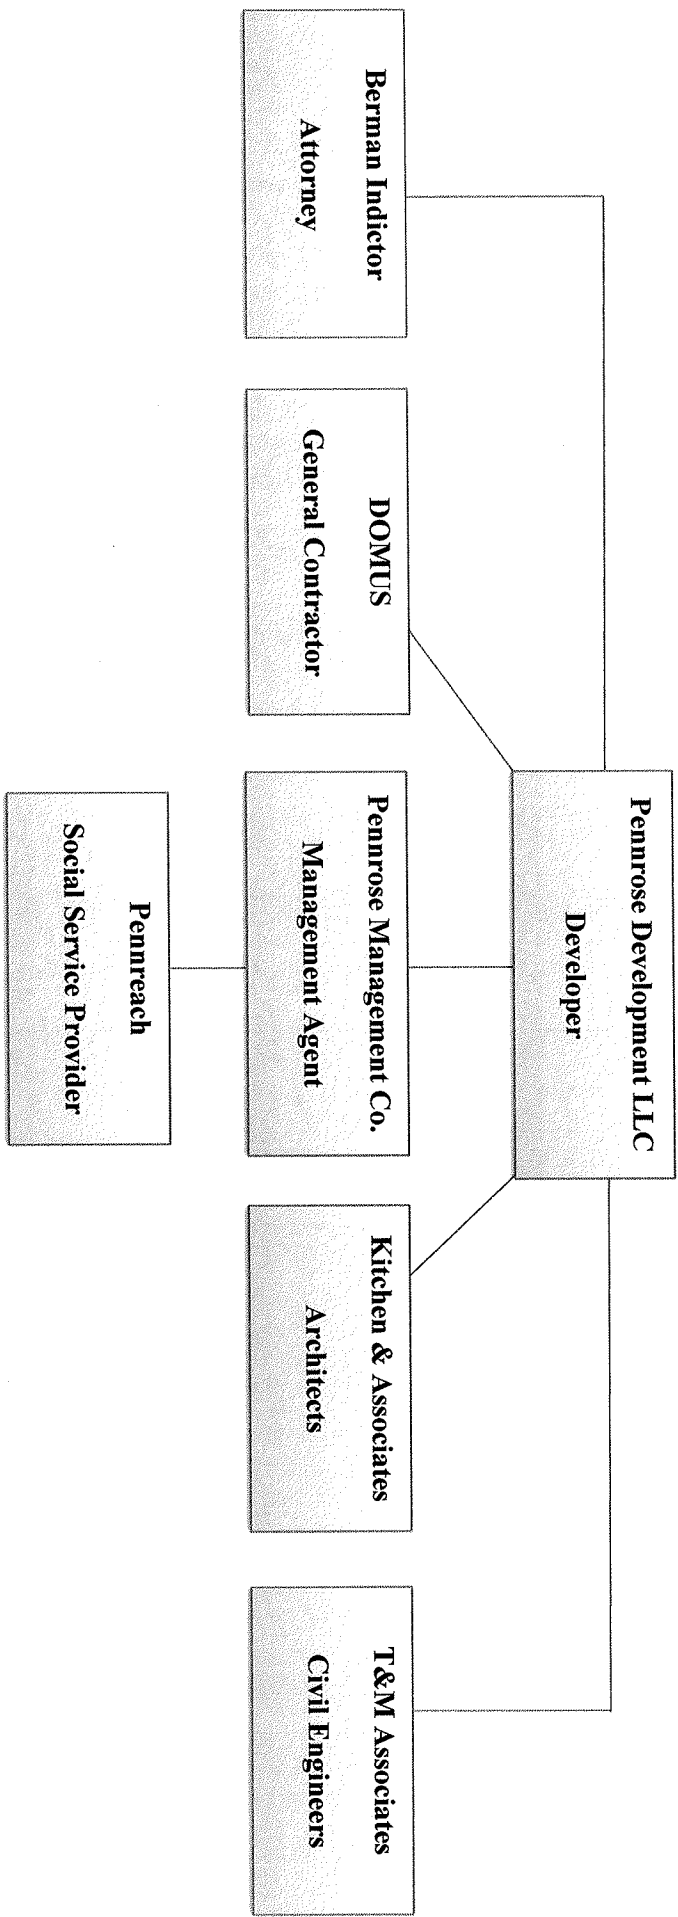 Pennrose Development LLC
Developer
Berman Indictor
Attorney
DOMUS
General Contractor
Pennrose Management Co.
Management Agent
Kitchen & Associates
Architects
T&M Associates
Civil Engineers
Pennreach
Social Service Provider